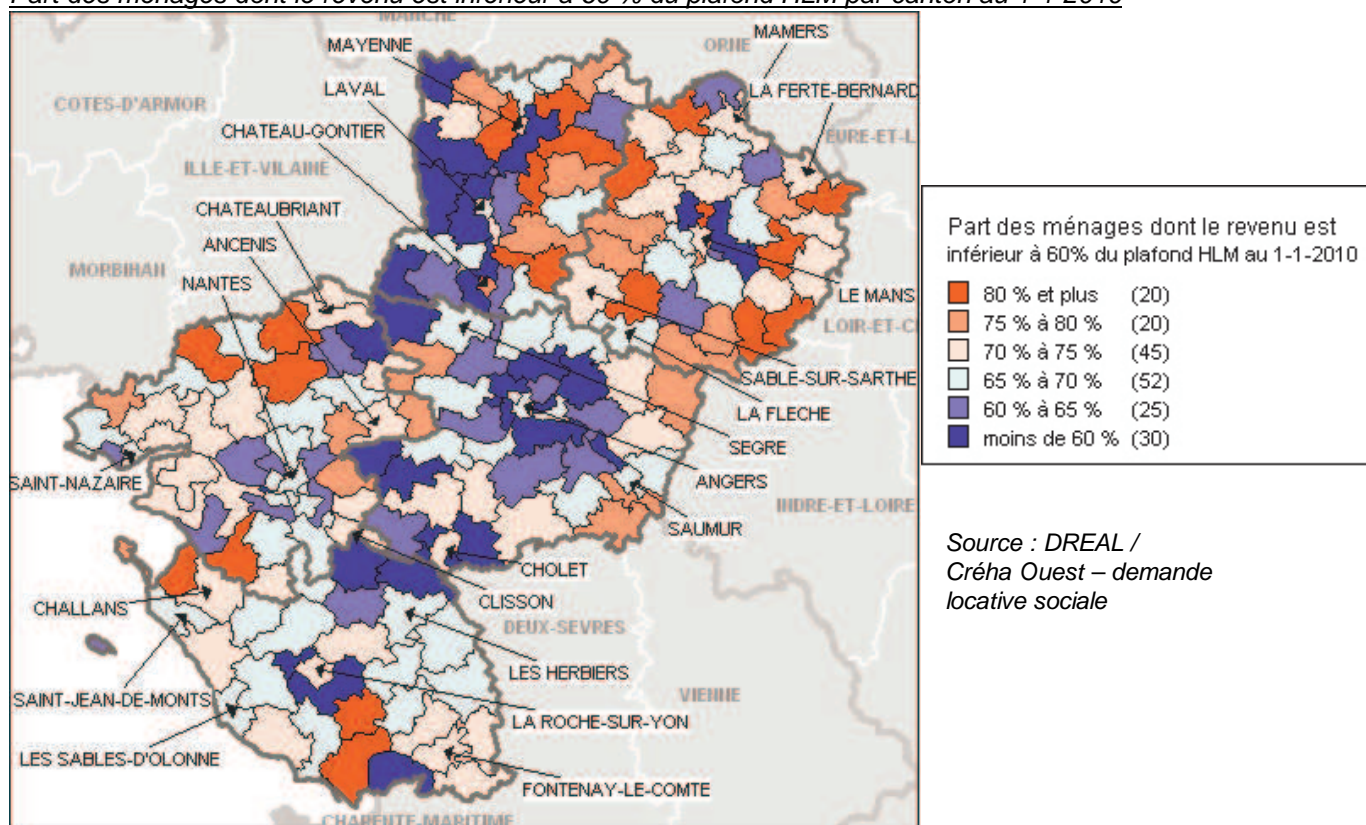 Part des ménages dont le revenu est inférieur à 60 % du plafond HLM par canton au 1-1-2010
MANCHE
MAYENNE
ORNE
MAMERS
LAVAL
LA FERTE-BERNARD
COTES-D'ARMOR
CHATEAU-GONTIER
EURE-ET-L
ILLE-ET-VILAINE
CHATEAUBRIANT
ANCENIS
MORBIHAN
NANTES
LE MANS
LOIR-ET-C
SABLE-SUR-SARTHE
LA FLECHE
SEGRE
SAINT-NAZAIRE
ANGERS
INDRE-ET-LOIRE
SAUMUR
CHOLET
CHALLANS
CLISSON
DEUX-SEVRES
LES HERBIERS
SAINT-JEAN-DE-MONTS
VIENNE
LA ROCHE-SUR-YON
LES SABLES-D'OLONNE
FONTENAY-LE-COMTE
CHARENTE-MARITIME
Part des ménages dont le revenu est
inférieur à 60% du plafond HLM au 1-1-2010
80 % et plus (20)
75 % à 80 % (20)
70 % à 75 % (45)
65 % à 70 % (52)
60 % à 65 % (25)
moins de 60 % (30)
Source : DREAL /
Créha Ouest – demande
locative sociale